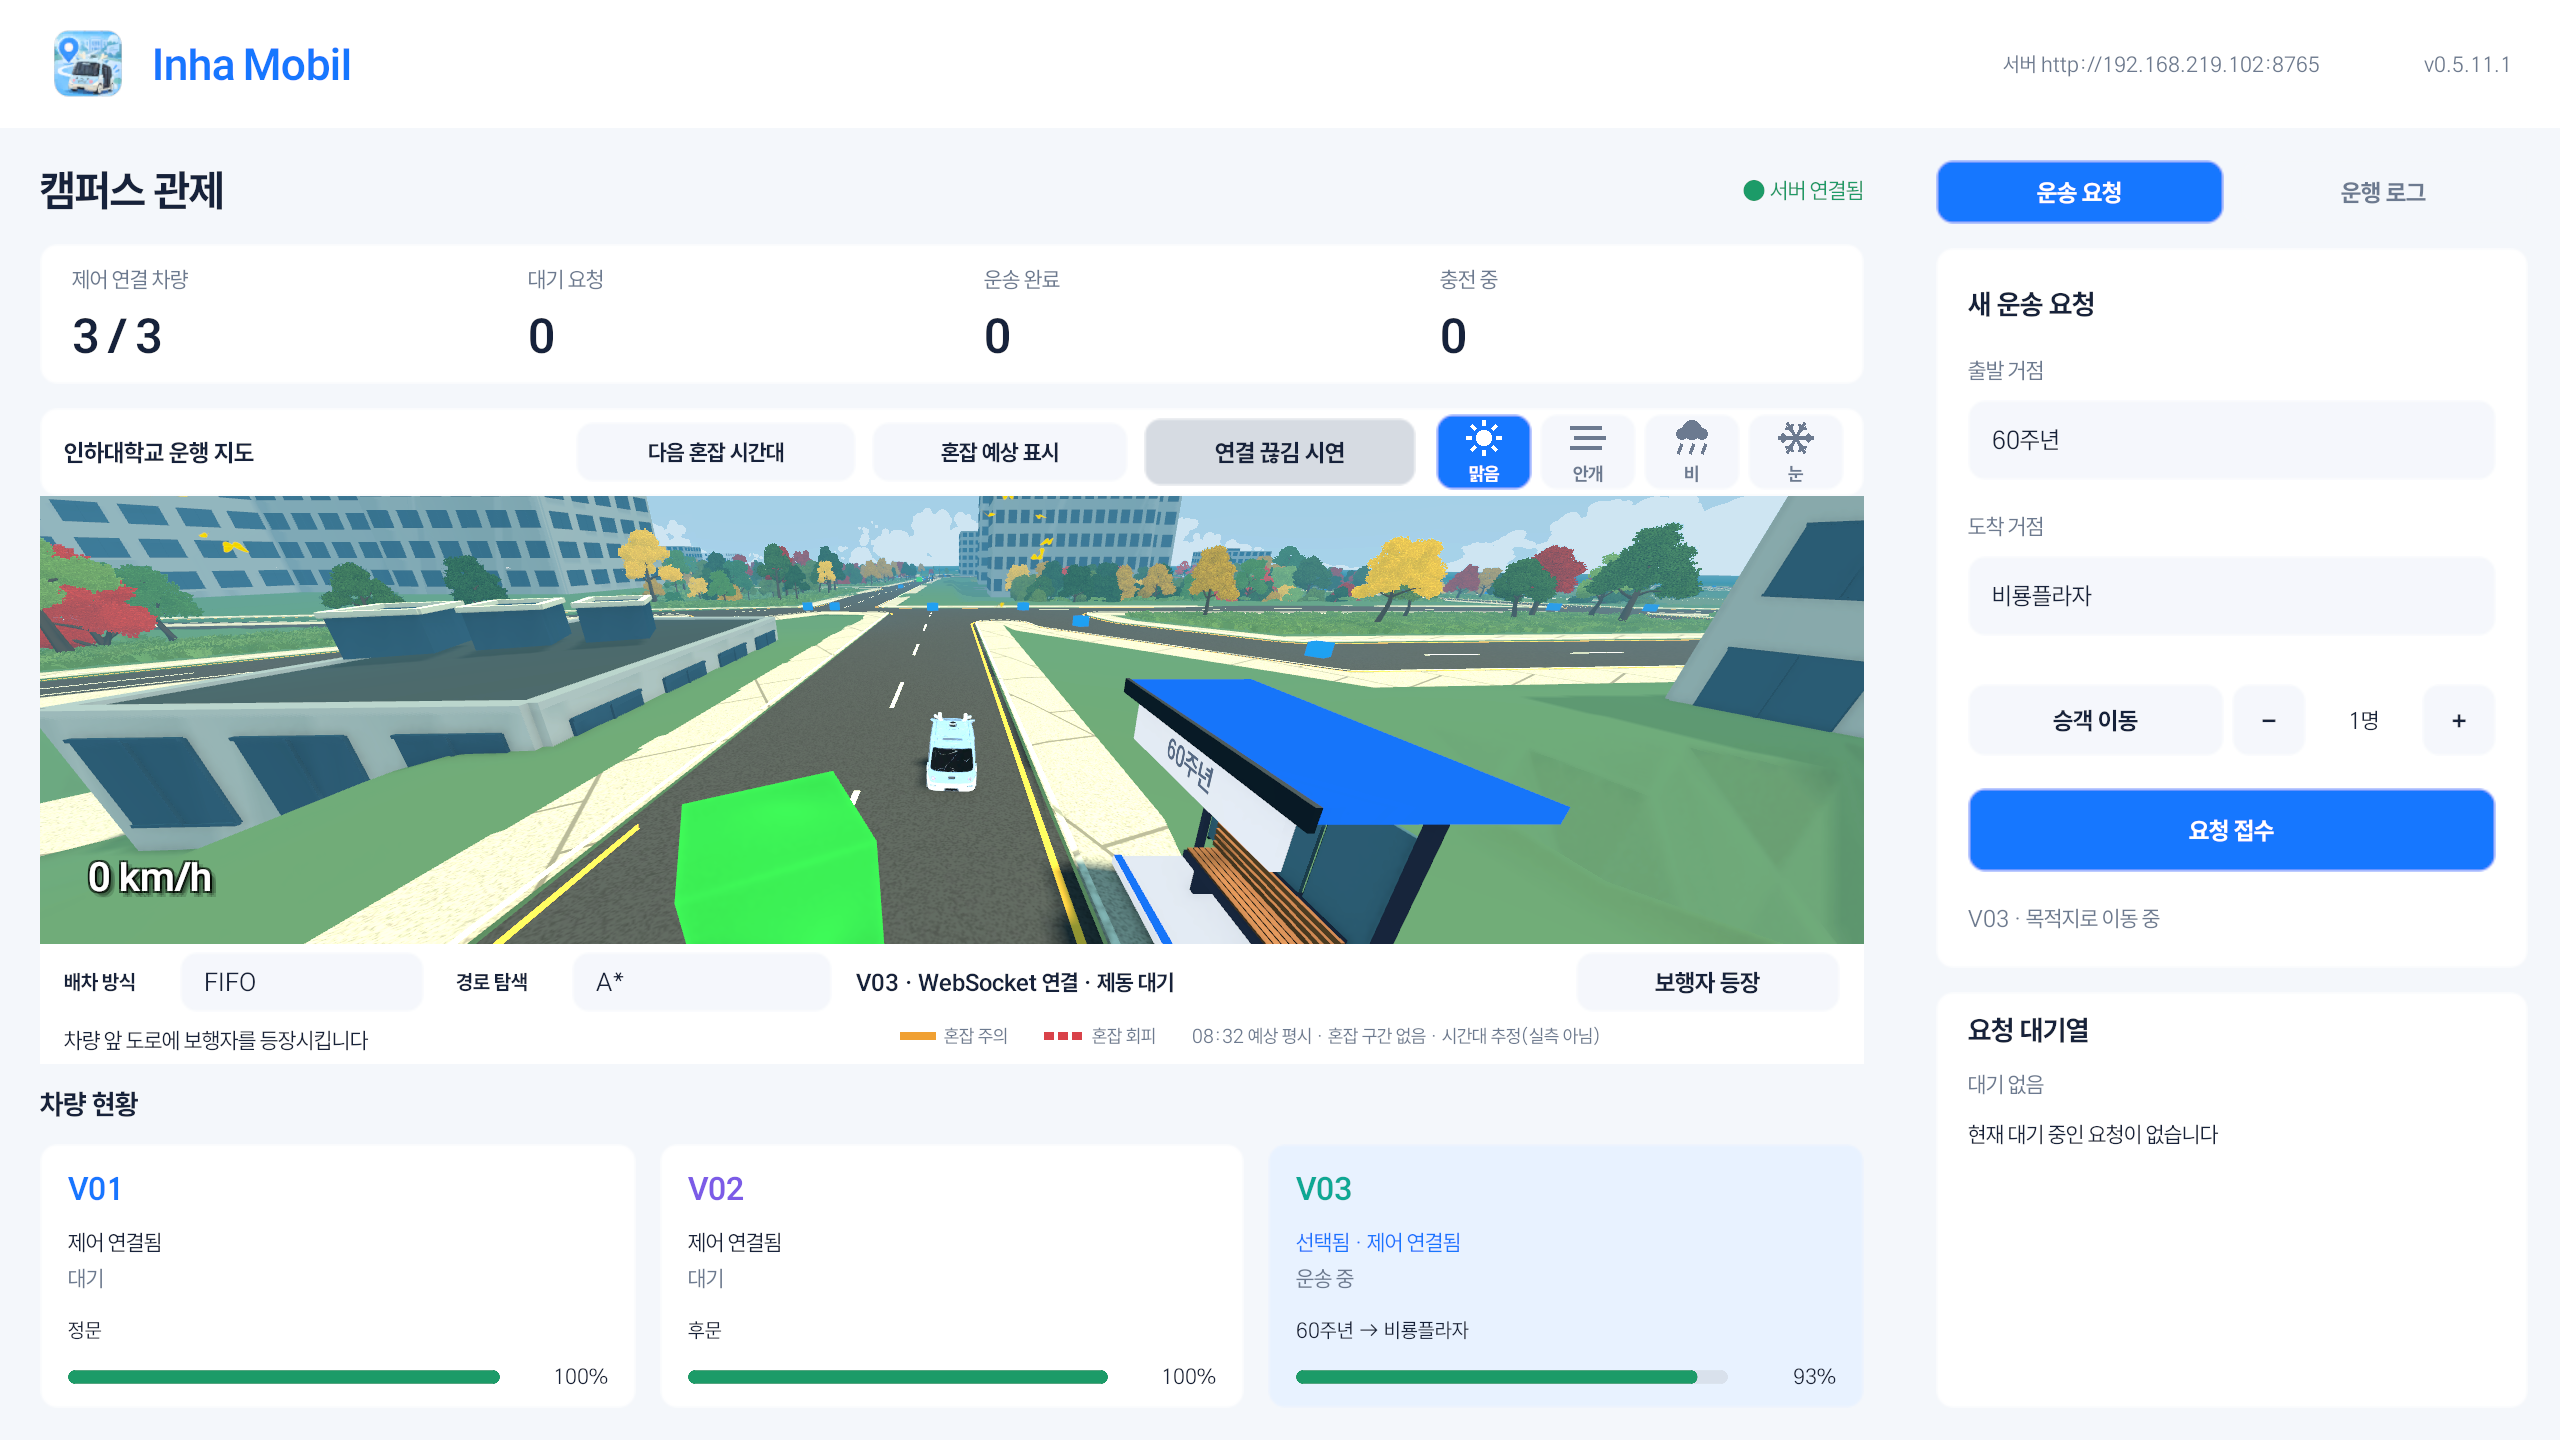 Inha Mobil
서버 http://192.168.219.102:8765
v0.5.11.1
캠퍼스 관제
서버 연결됨
운송 요청
운행 로그
제어 연결 차량
3 / 3
대기 요청
0
운송 완료
0
충전 중
0
인하대학교 운행 지도
다음 혼잡 시간대
혼잡 예상 표시
연결 끊김 시연
맑음
안개
비
눈
60주년
0 km/h
배차 방식
FIFO
경로 탐색
A*
V03 · WebSocket 연결 · 제동 대기
보행자 등장
차량 앞 도로에 보행자를 등장시킵니다
혼잡 주의
혼잡 회피
08:32 예상 평시 · 혼잡 구간 없음 · 시간대 추정(실측 아님)
차량 현황
V01
제어 연결됨
대기
정문
100%
V02
제어 연결됨
대기
후문
100%
V03
선택됨 · 제어 연결됨
운송 중
60주년 → 비룡플라자
93%
새 운송 요청
출발 거점
60주년
도착 거점
비룡플라자
승객 이동
−
1명
+
요청 접수
V03 · 목적지로 이동 중
요청 대기열
대기 없음
현재 대기 중인 요청이 없습니다